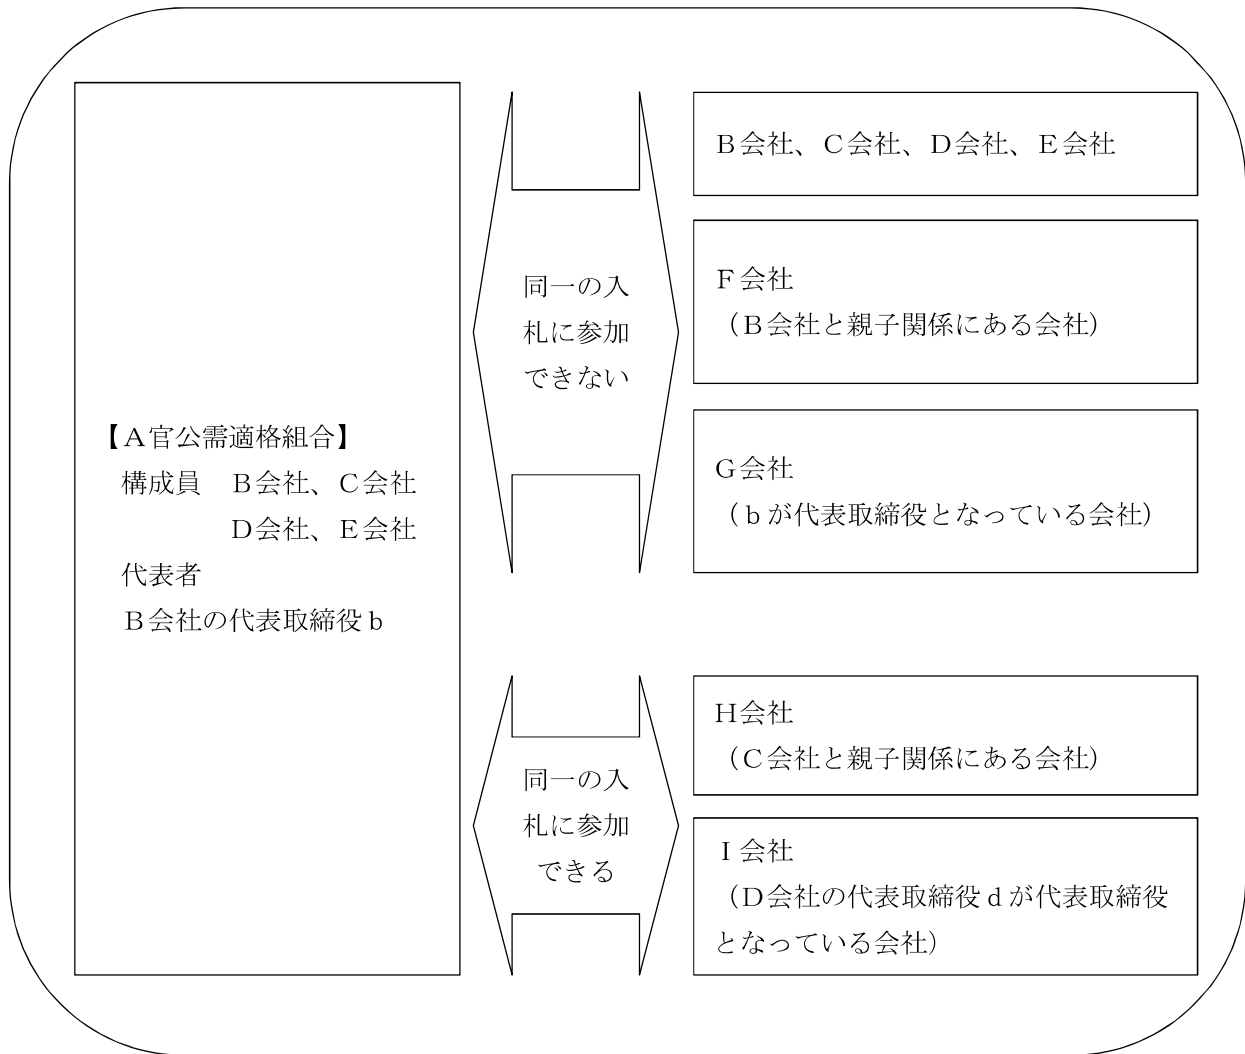 【Ａ官公需適格組合】
構成員　Ｂ会社、Ｃ会社
Ｄ会社、Ｅ会社
代表者
Ｂ会社の代表取締役ｂ
同一の入
札に参加
できない
Ｂ会社、Ｃ会社、Ｄ会社、Ｅ会社
Ｆ会社
（Ｂ会社と親子関係にある会社）
Ｇ会社
（ｂが代表取締役となっている会社）
同一の入
札に参加
できる
Ｈ会社
（Ｃ会社と親子関係にある会社）
Ｉ会社
（Ｄ会社の代表取締役ｄが代表取締役
となっている会社）